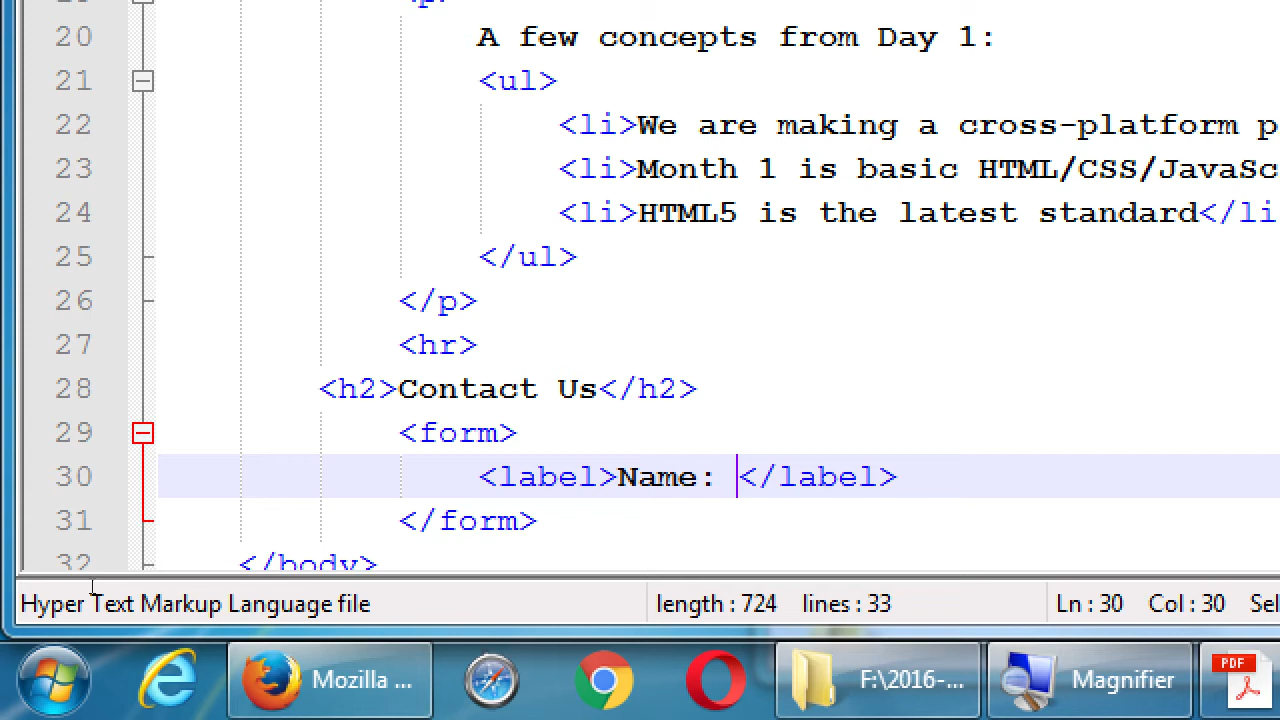 20 A few concepts from Day 1:
21 <ul>
22 <li>We are making a cross-platform p
23 <li>Month 1 is basic HTML/CSS/JavaSc
24 <li>HTML5 is the latest standard</li
25 </ul>
26 </p>
27 <hr>
28 <h2>Contact Us</h2>
29 <form>
30 <label>Name: </label>
31 </form>
32 </body>
Hyper Text Markup Language file length : 724 lines : 33 Ln : 30 Col : 30 Sel
Mozilla ... F:\2016-... Magnifier PDF